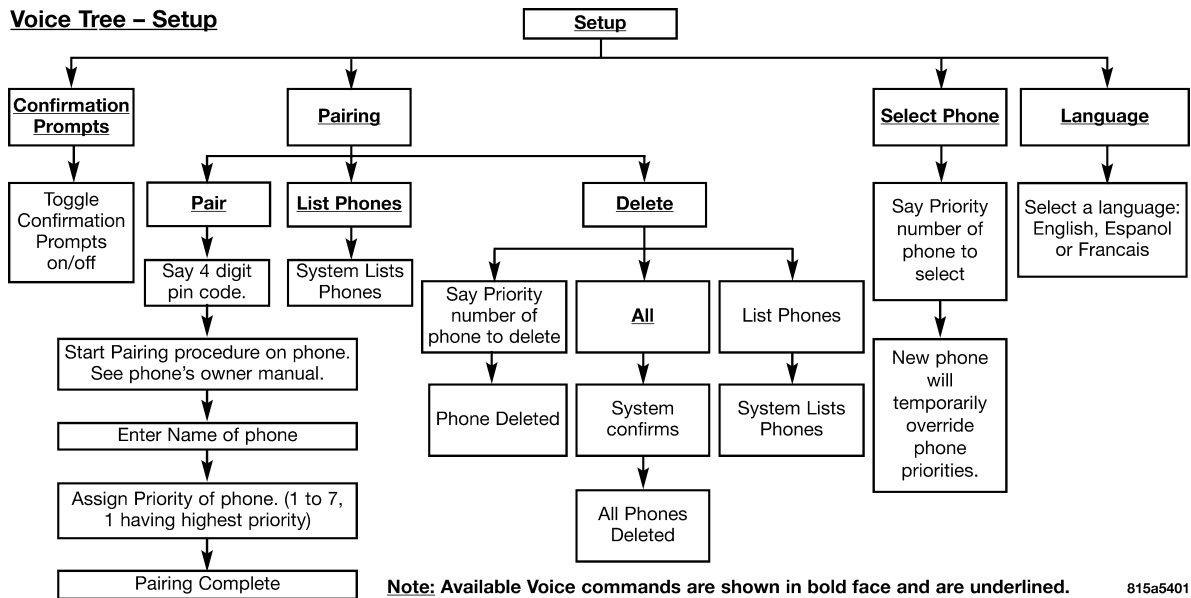 Voice Tree – Setup
Setup
Confirmation
Prompts
Pairing
Select Phone
Language
Toggle
Confirmation
Prompts
on/off
Pair
List Phones
Delete
Say Priority
number of
phone to
select
Select a language:
English, Espanol
or Francais
Say 4 digit
pin code.
System Lists
Phones
Say Priority
number of
phone to delete
All
List Phones
Start Pairing procedure on phone.
See phone's owner manual.
New phone
will
temporarily
override
phone
priorities.
Phone Deleted
System
confirms
System Lists
Phones
Enter Name of phone
Assign Priority of phone. (1 to 7,
1 having highest priority)
All Phones
Deleted
Pairing Complete
Note: Available Voice commands are shown in bold face and are underlined.
815a5401